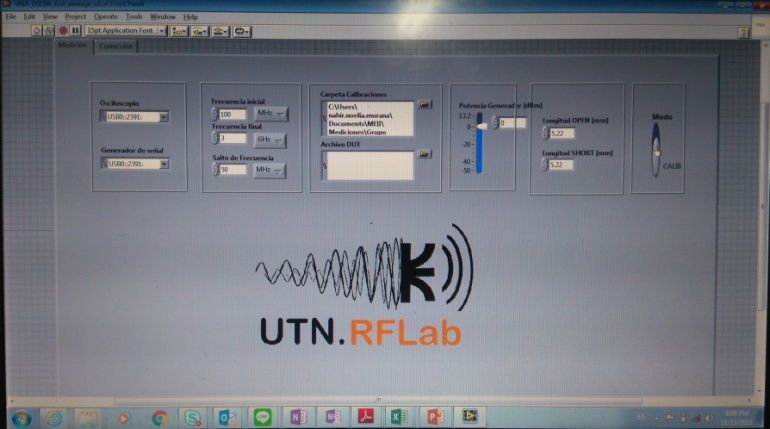 File Edit View Project Operate Tools Window Help
15pt Application Font
Medición Corrección
Osciloscopio
USB0::2391:
Generador de señal
USB0::2391:
Frecuencia inicial
100 MHz
Frecuencia final
3 GHz
Salto de Frecuencia
50 MHz
Carpeta Calibraciones
C:\Users\
nahir.noelia.murana\
Documents\MEII\
Mediciones\Grupo
Archivo DUT
Potencia Generador [dBm]
13.2
0
-20
-40
-50
0
Longitud OPEN [mm]
5.22
Longitud SHORT [mm]
5.22
Modo
CALIB
UTN.RFLab